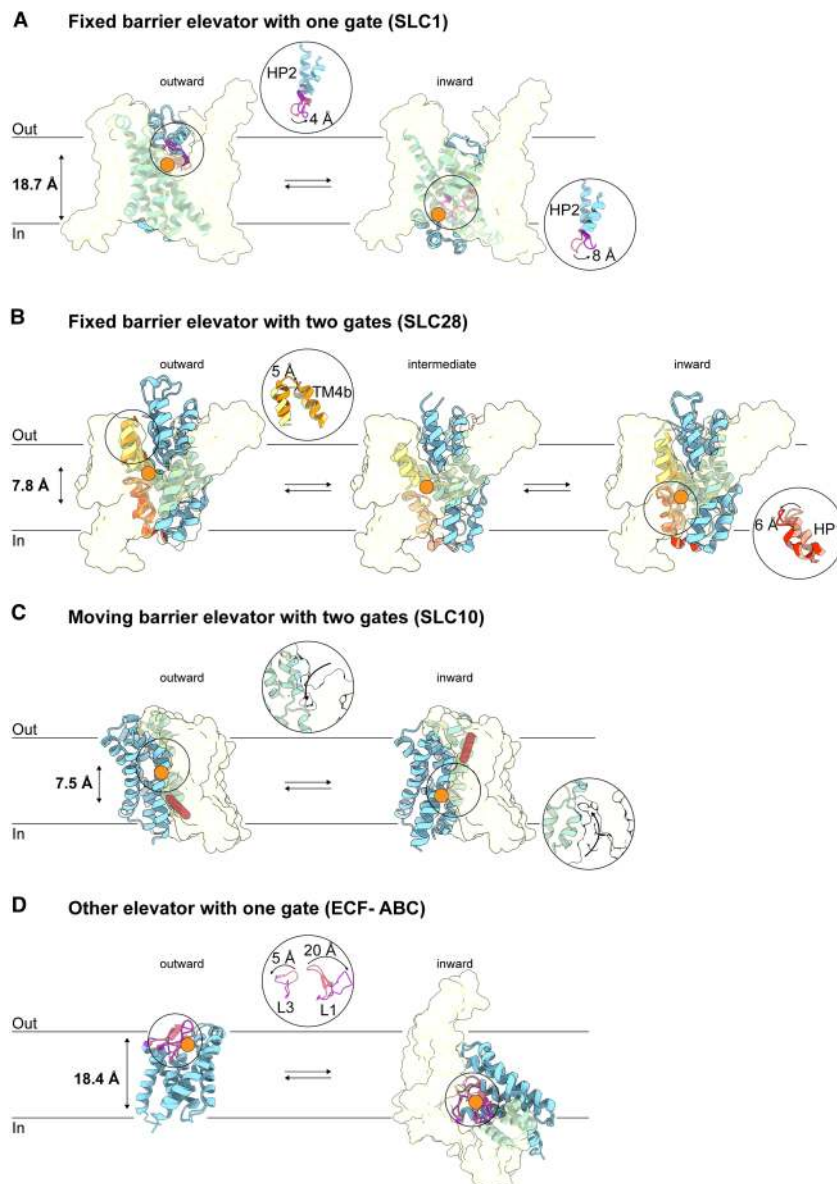 A Fixed barrier elevator with one gate (SLC1)
outward
HP2
4 Å
inward
Out
18.7 Å
In
HP2
8 Å
B Fixed barrier elevator with two gates (SLC28)
outward
5 Å
TM4b
intermediate
inward
Out
7.8 Å
In
6 Å
HP
C Moving barrier elevator with two gates (SLC10)
outward
inward
Out
7.5 Å
In
D Other elevator with one gate (ECF- ABC)
outward
5 Å
20 Å
L3
L1
inward
Out
18.4 Å
In